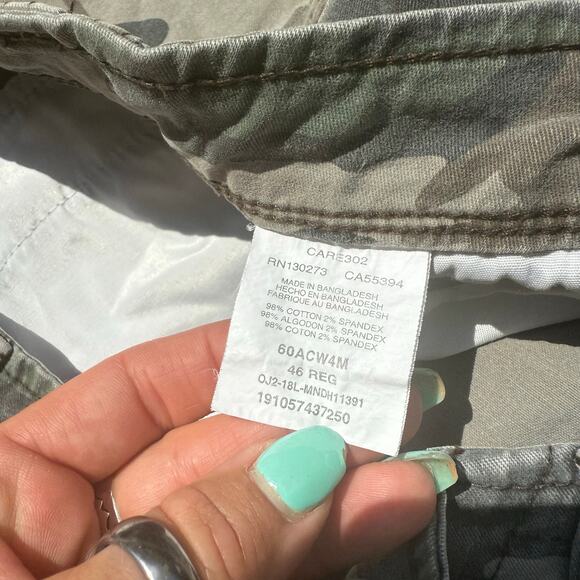 CARE302
RN130273 CA55394
MADE IN BANGLADESH
HECHO EN BANGLADESH
FABRIQUE AU BANGLADESH
98% COTTON 2% SPANDEX
98% ALGODON 2% SPANDEX
98% COTON 2% SPANDEX
60ACW4M
46 REG
OJ2-18L-MNDH11391
191057437250